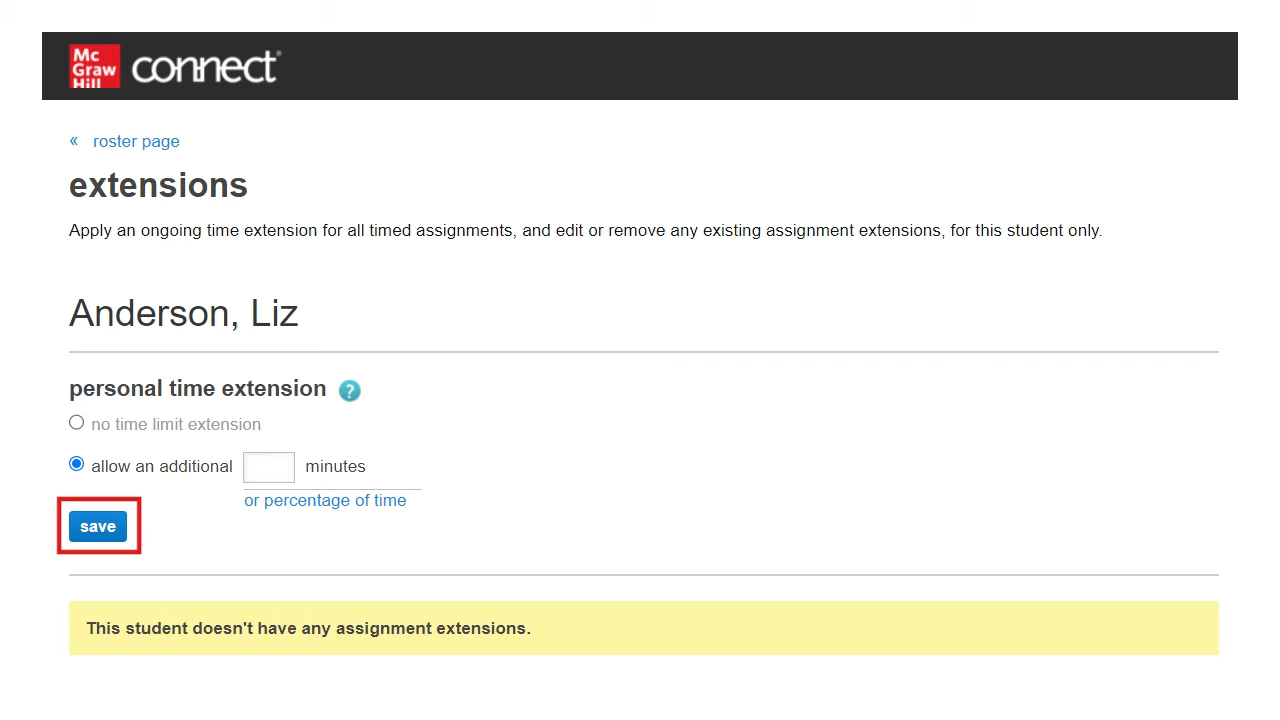 Mc
Graw
Hill
connect®
« roster page
extensions
Apply an ongoing time extension for all timed assignments, and edit or remove any existing assignment extensions, for this student only.
Anderson, Liz
personal time extension ?
no time limit extension
allow an additional minutes
or percentage of time
save
This student doesn't have any assignment extensions.